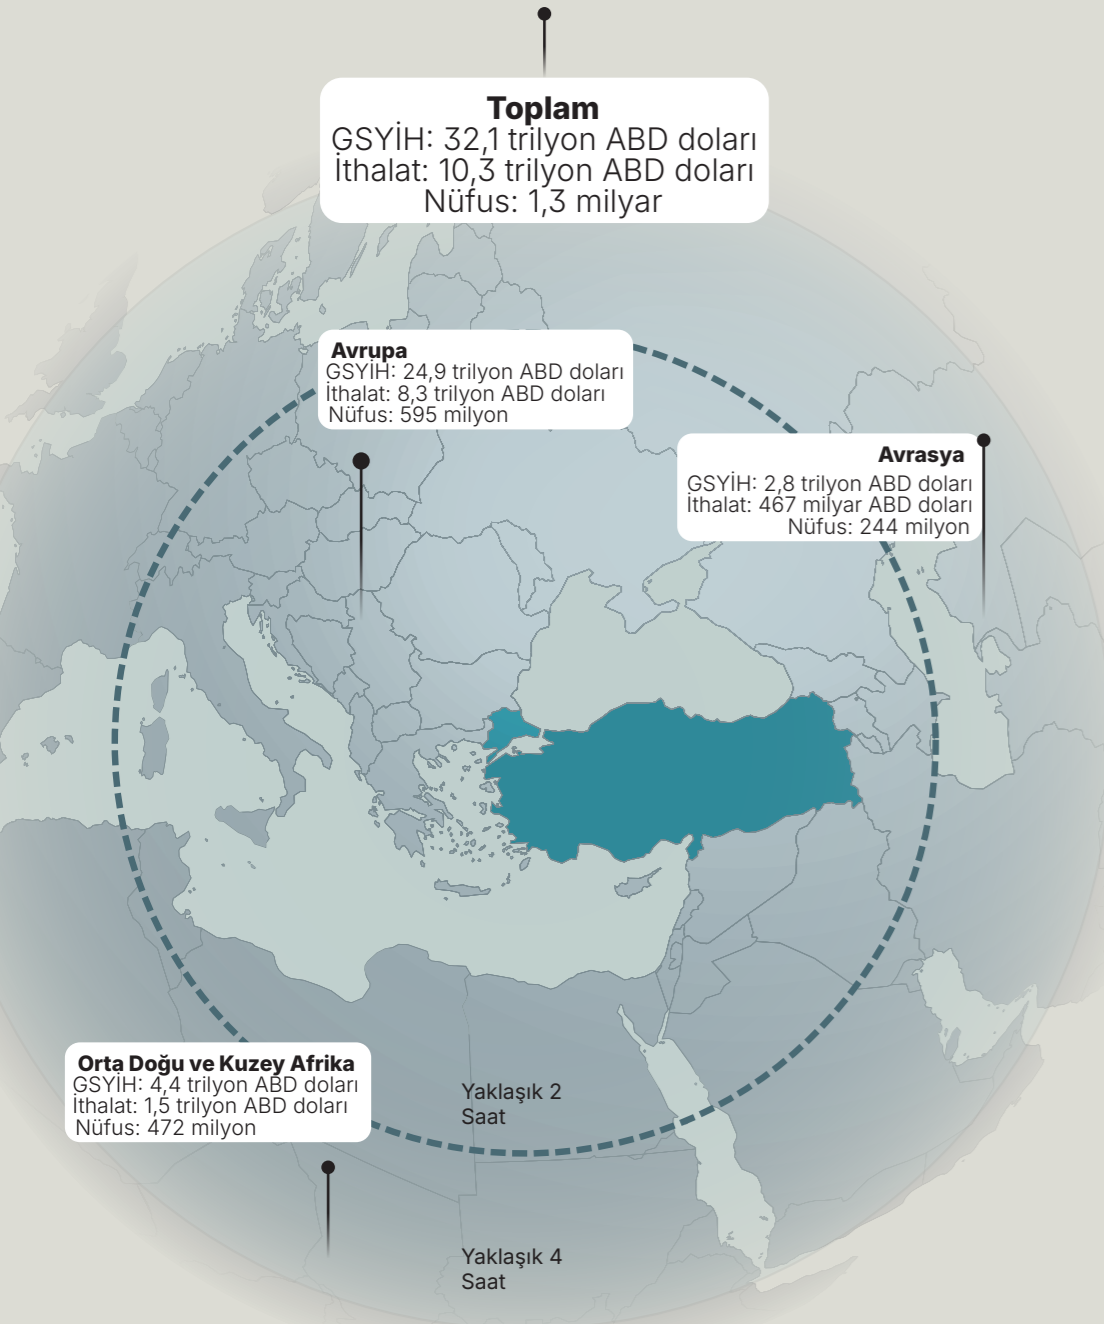 Toplam
GSYİH: 32,1 trilyon ABD doları
İthalat: 10,3 trilyon ABD doları
Nüfus: 1,3 milyar
Avrupa
GSYİH: 24,9 trilyon ABD doları
İthalat: 8,3 trilyon ABD doları
Nüfus: 595 milyon
Avrasya
GSYİH: 2,8 trilyon ABD doları
İthalat: 467 milyar ABD doları
Nüfus: 244 milyon
Orta Doğu ve Kuzey Afrika
GSYİH: 4,4 trilyon ABD doları
İthalat: 1,5 trilyon ABD doları
Nüfus: 472 milyon
Yaklaşık 2
Saat
Yaklaşık 4
Saat